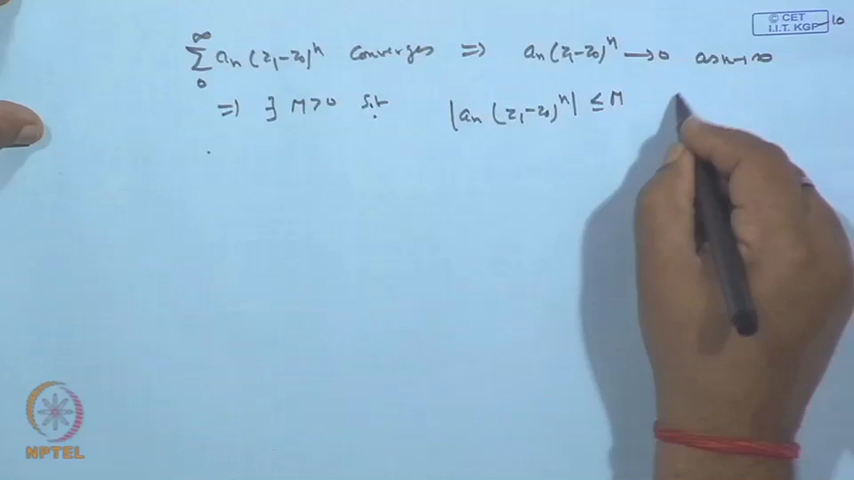 © CET
I.I.T. KGP 10
∞
∑ aₙ(z₁-z₀)ⁿ converges ⇒ aₙ(z₁-z₀)ⁿ → 0 as n→∞
0
⇒ ∃ M>0 s.t |aₙ(z₁-z₀)ⁿ| ≤ M
NPTEL